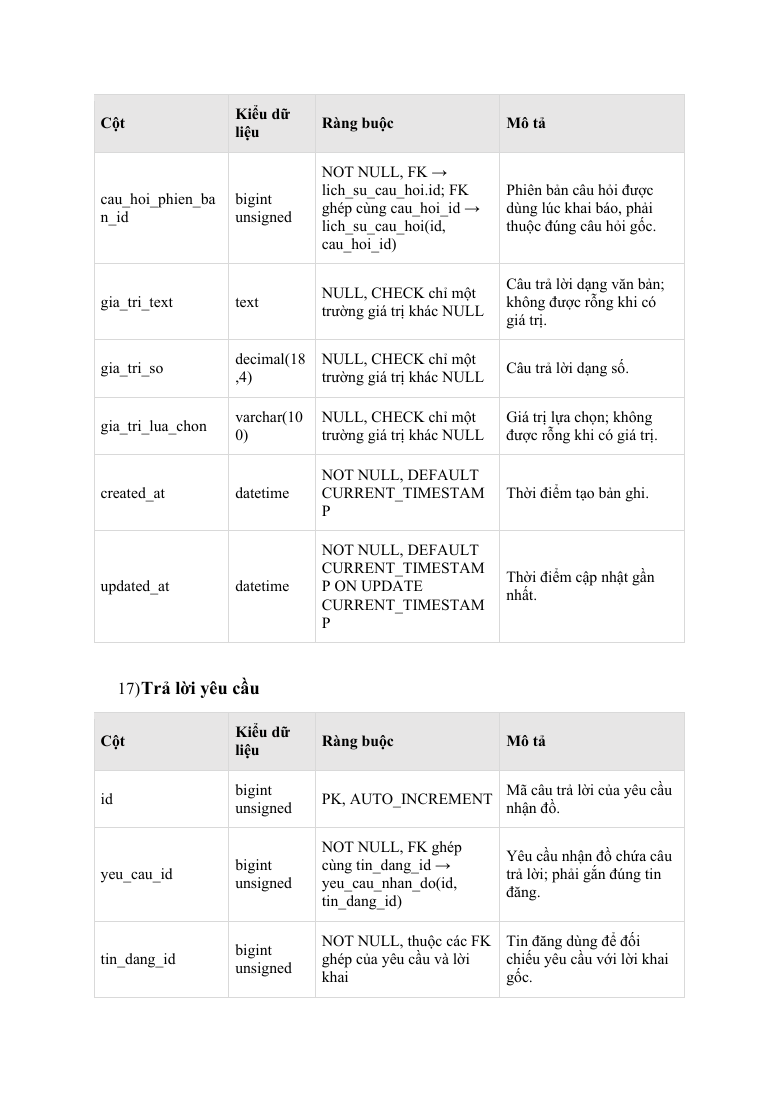 Cột
Kiểu dữ
liệu
Ràng buộc
Mô tả
cau_hoi_phien_ba
n_id
bigint
unsigned
NOT NULL, FK →
lich_su_cau_hoi.id; FK
ghép cùng cau_hoi_id →
lich_su_cau_hoi(id,
cau_hoi_id)
Phiên bản câu hỏi được
dùng lúc khai báo, phải
thuộc đúng câu hỏi gốc.
gia_tri_text
text
NULL, CHECK chỉ một
trường giá trị khác NULL
Câu trả lời dạng văn bản;
không được rỗng khi có
giá trị.
gia_tri_so
decimal(18
,4)
NULL, CHECK chỉ một
trường giá trị khác NULL
Câu trả lời dạng số.
gia_tri_lua_chon
varchar(10
0)
NULL, CHECK chỉ một
trường giá trị khác NULL
Giá trị lựa chọn; không
được rỗng khi có giá trị.
created_at
datetime
NOT NULL, DEFAULT
CURRENT_TIMESTAM
P
Thời điểm tạo bản ghi.
updated_at
datetime
NOT NULL, DEFAULT
CURRENT_TIMESTAM
P ON UPDATE
CURRENT_TIMESTAM
P
Thời điểm cập nhật gần
nhất.
17)Trả lời yêu cầu
Cột
Kiểu dữ
liệu
Ràng buộc
Mô tả
id
bigint
unsigned
PK, AUTO_INCREMENT
Mã câu trả lời của yêu cầu
nhận đồ.
yeu_cau_id
bigint
unsigned
NOT NULL, FK ghép
cùng tin_dang_id →
yeu_cau_nhan_do(id,
tin_dang_id)
Yêu cầu nhận đồ chứa câu
trả lời; phải gắn đúng tin
đăng.
tin_dang_id
bigint
unsigned
NOT NULL, thuộc các FK
ghép của yêu cầu và lời
khai
Tin đăng dùng để đối
chiếu yêu cầu với lời khai
gốc.